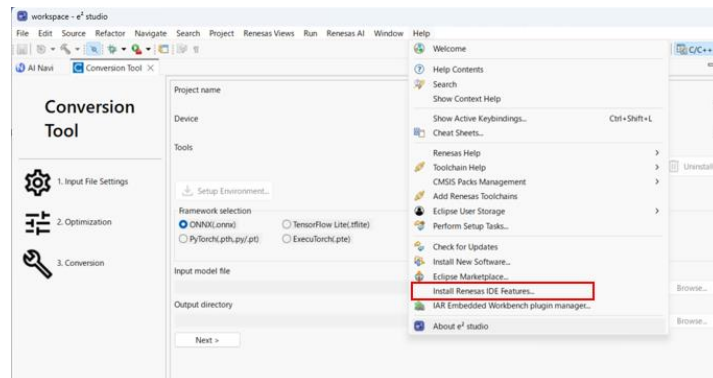 workspace - e² studio
File Edit Source Refactor Navigate Search Project Renesas Views Run Renesas AI Window Help
AI Navi Conversion Tool
C/C++
Conversion
Tool
1. Input File Settings
2. Optimization
3. Conversion
Project name
Device
Tools
Setup Environment...
Framework selection
ONNX(.onnx) TensorFlow Lite(.tflite)
PyTorch(.pth,.py/.pt) ExecuTorch(.pte)
Input model file
Output directory
Next >
Welcome
Help Contents
Search
Show Context Help
Show Active Keybindings... Ctrl+Shift+L
Cheat Sheets...
Renesas Help
Toolchain Help
CMSIS Packs Management
Add Renesas Toolchains
Eclipse User Storage
Perform Setup Tasks...
Check for Updates
Install New Software...
Eclipse Marketplace...
Install Renesas IDE Features...
IAR Embedded Workbench plugin manager...
About e² studio
Browse...
Browse...